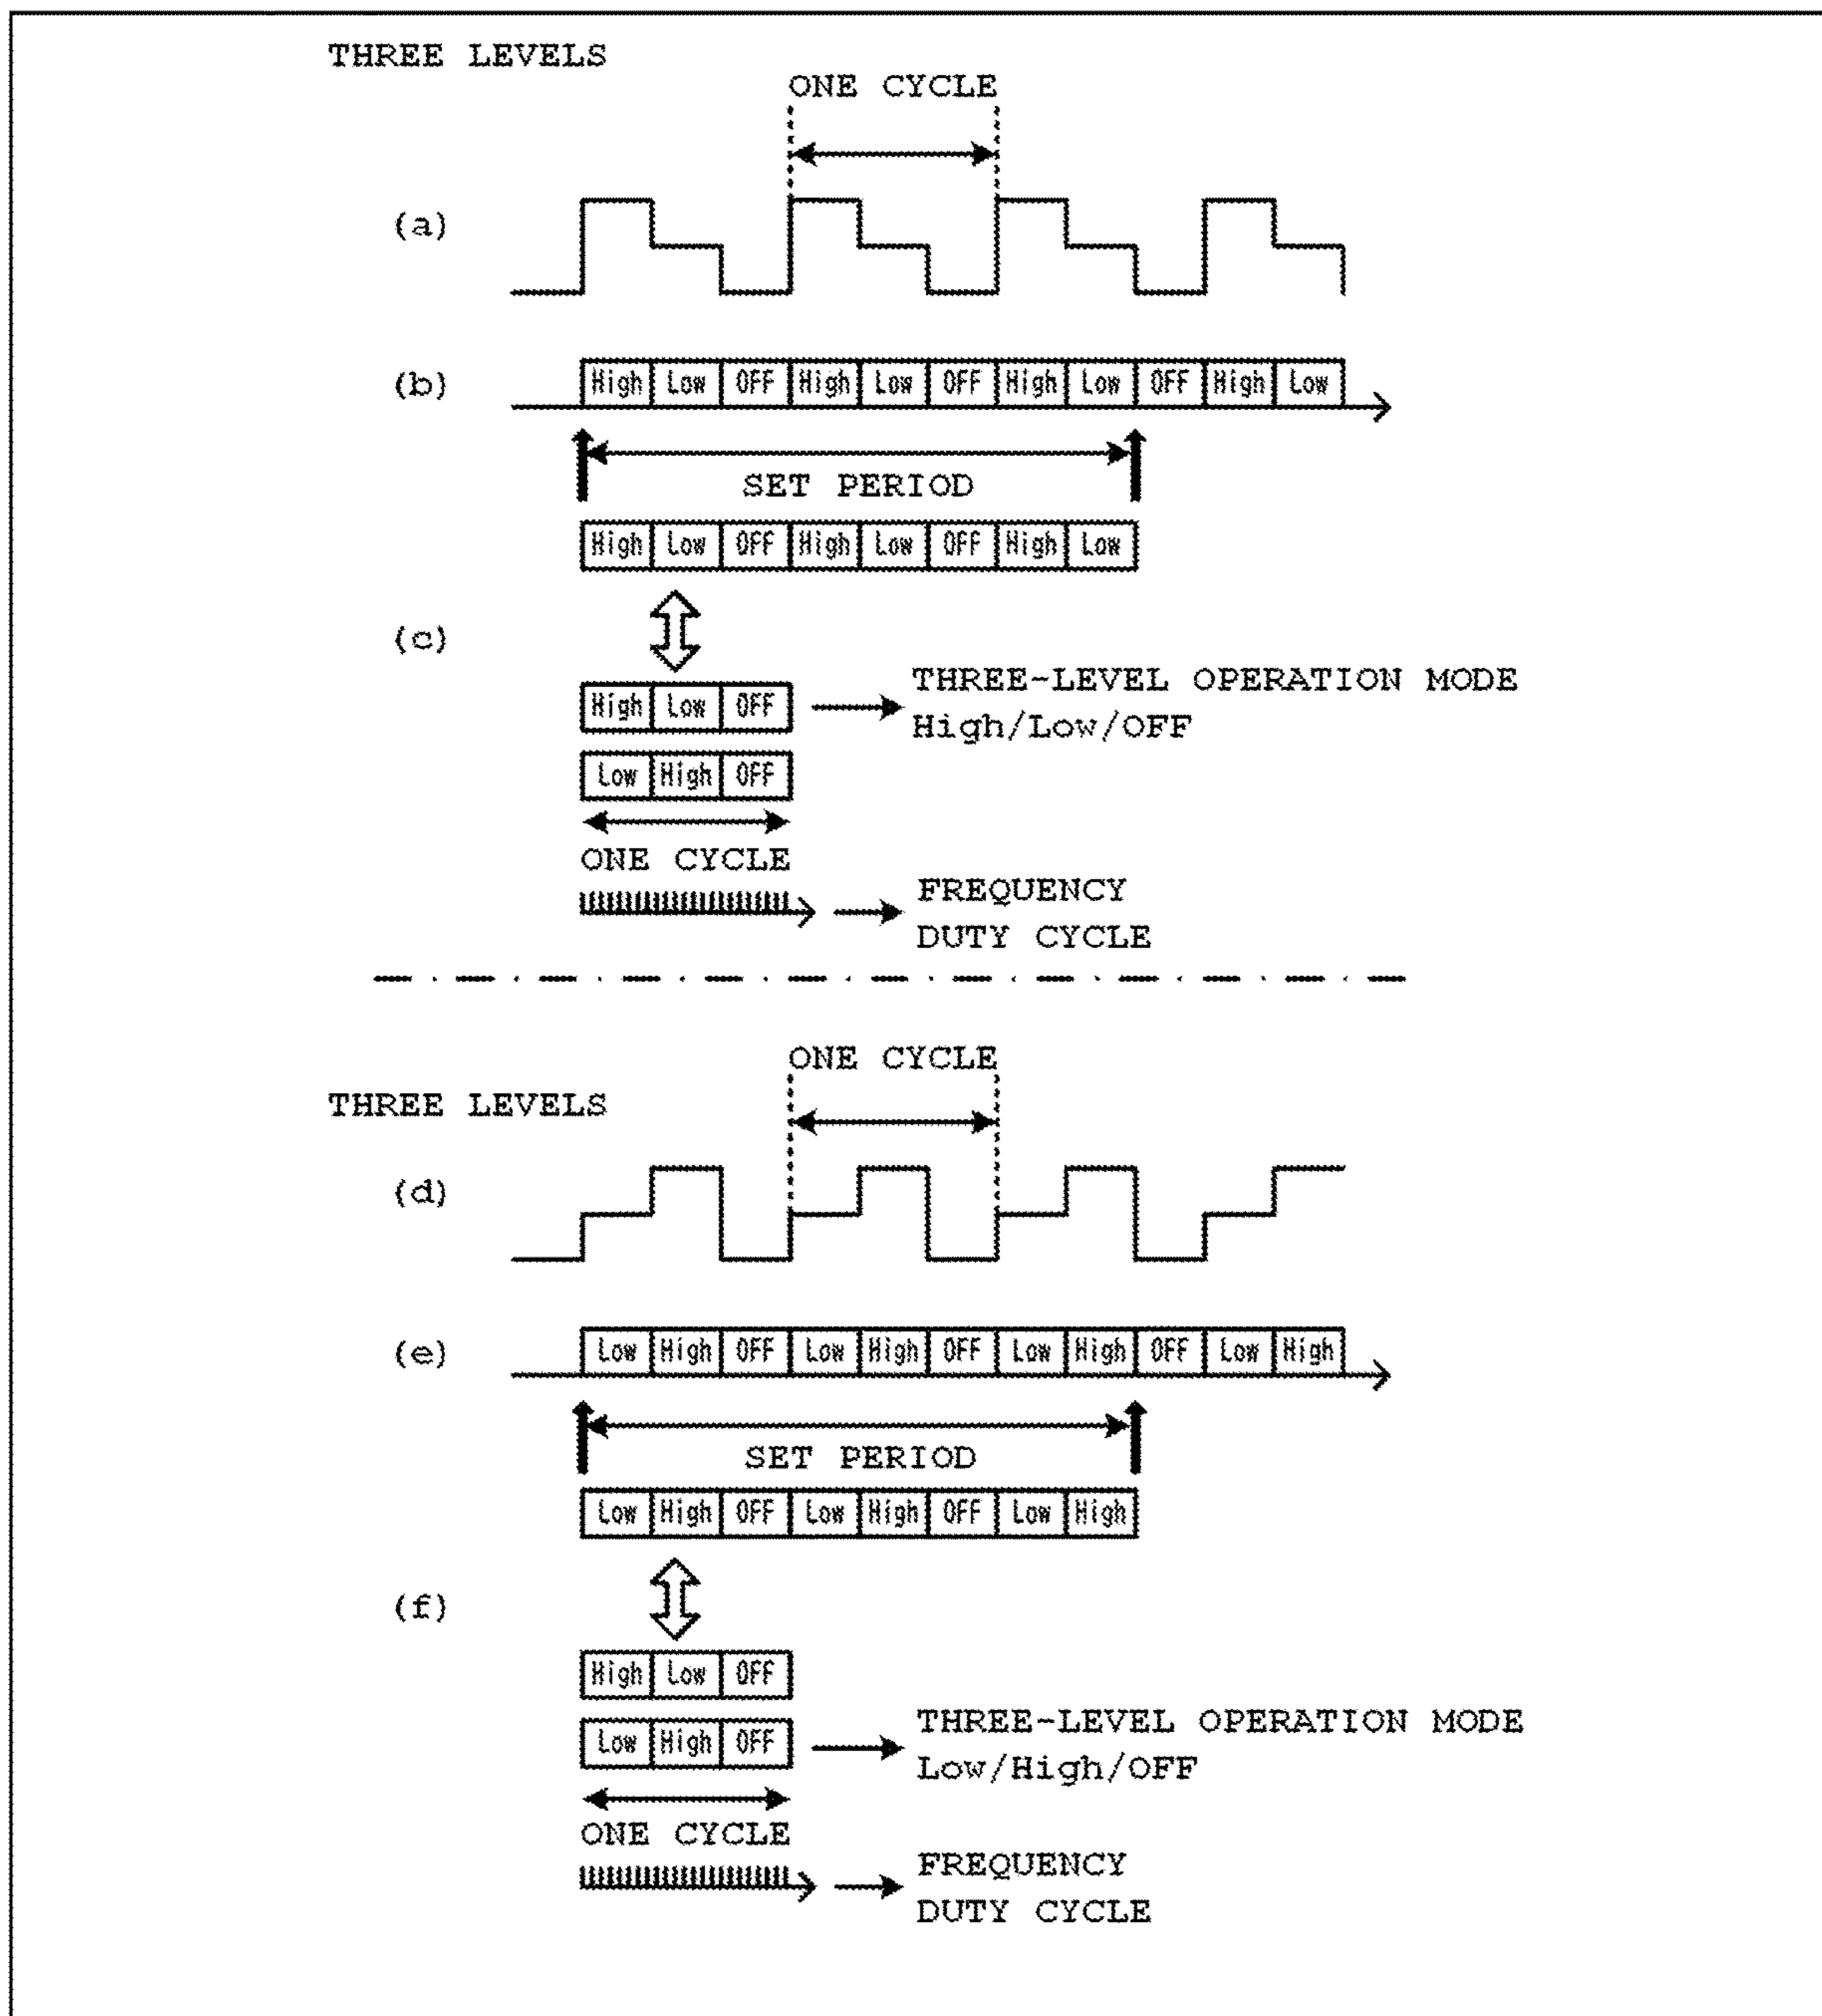 THREE LEVELS
ONE CYCLE
(a)
(b)
High Low OFF High Low OFF High Low OFF High Low
SET PERIOD
High Low OFF High Low OFF High Low
(c)
High Low OFF
THREE-LEVEL OPERATION MODE
High/Low/OFF
Low High OFF
ONE CYCLE
FREQUENCY
DUTY CYCLE
ONE CYCLE
THREE LEVELS
(d)
(e)
Low High OFF Low High OFF Low High OFF Low High
SET PERIOD
Low High OFF Low High OFF Low High
(f)
High Low OFF
Low High OFF
THREE-LEVEL OPERATION MODE
Low/High/OFF
ONE CYCLE
FREQUENCY
DUTY CYCLE